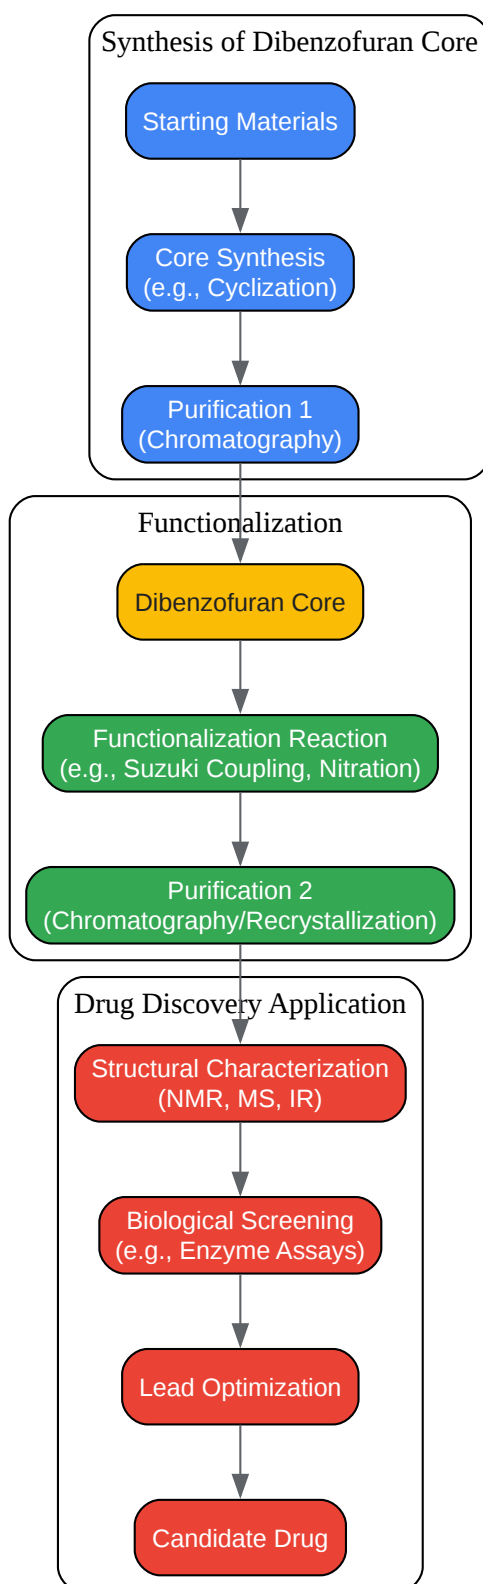 Synthesis of Dibenzofuran Core
Starting Materials
Core Synthesis
(e.g., Cyclization)
Purification 1
(Chromatography)
Functionalization
Dibenzofuran Core
Functionalization Reaction
(e.g., Suzuki Coupling, Nitration)
Purification 2
(Chromatography/Recrystallization)
Drug Discovery Application
Structural Characterization
(NMR, MS, IR)
Biological Screening
(e.g., Enzyme Assays)
Lead Optimization
Candidate Drug